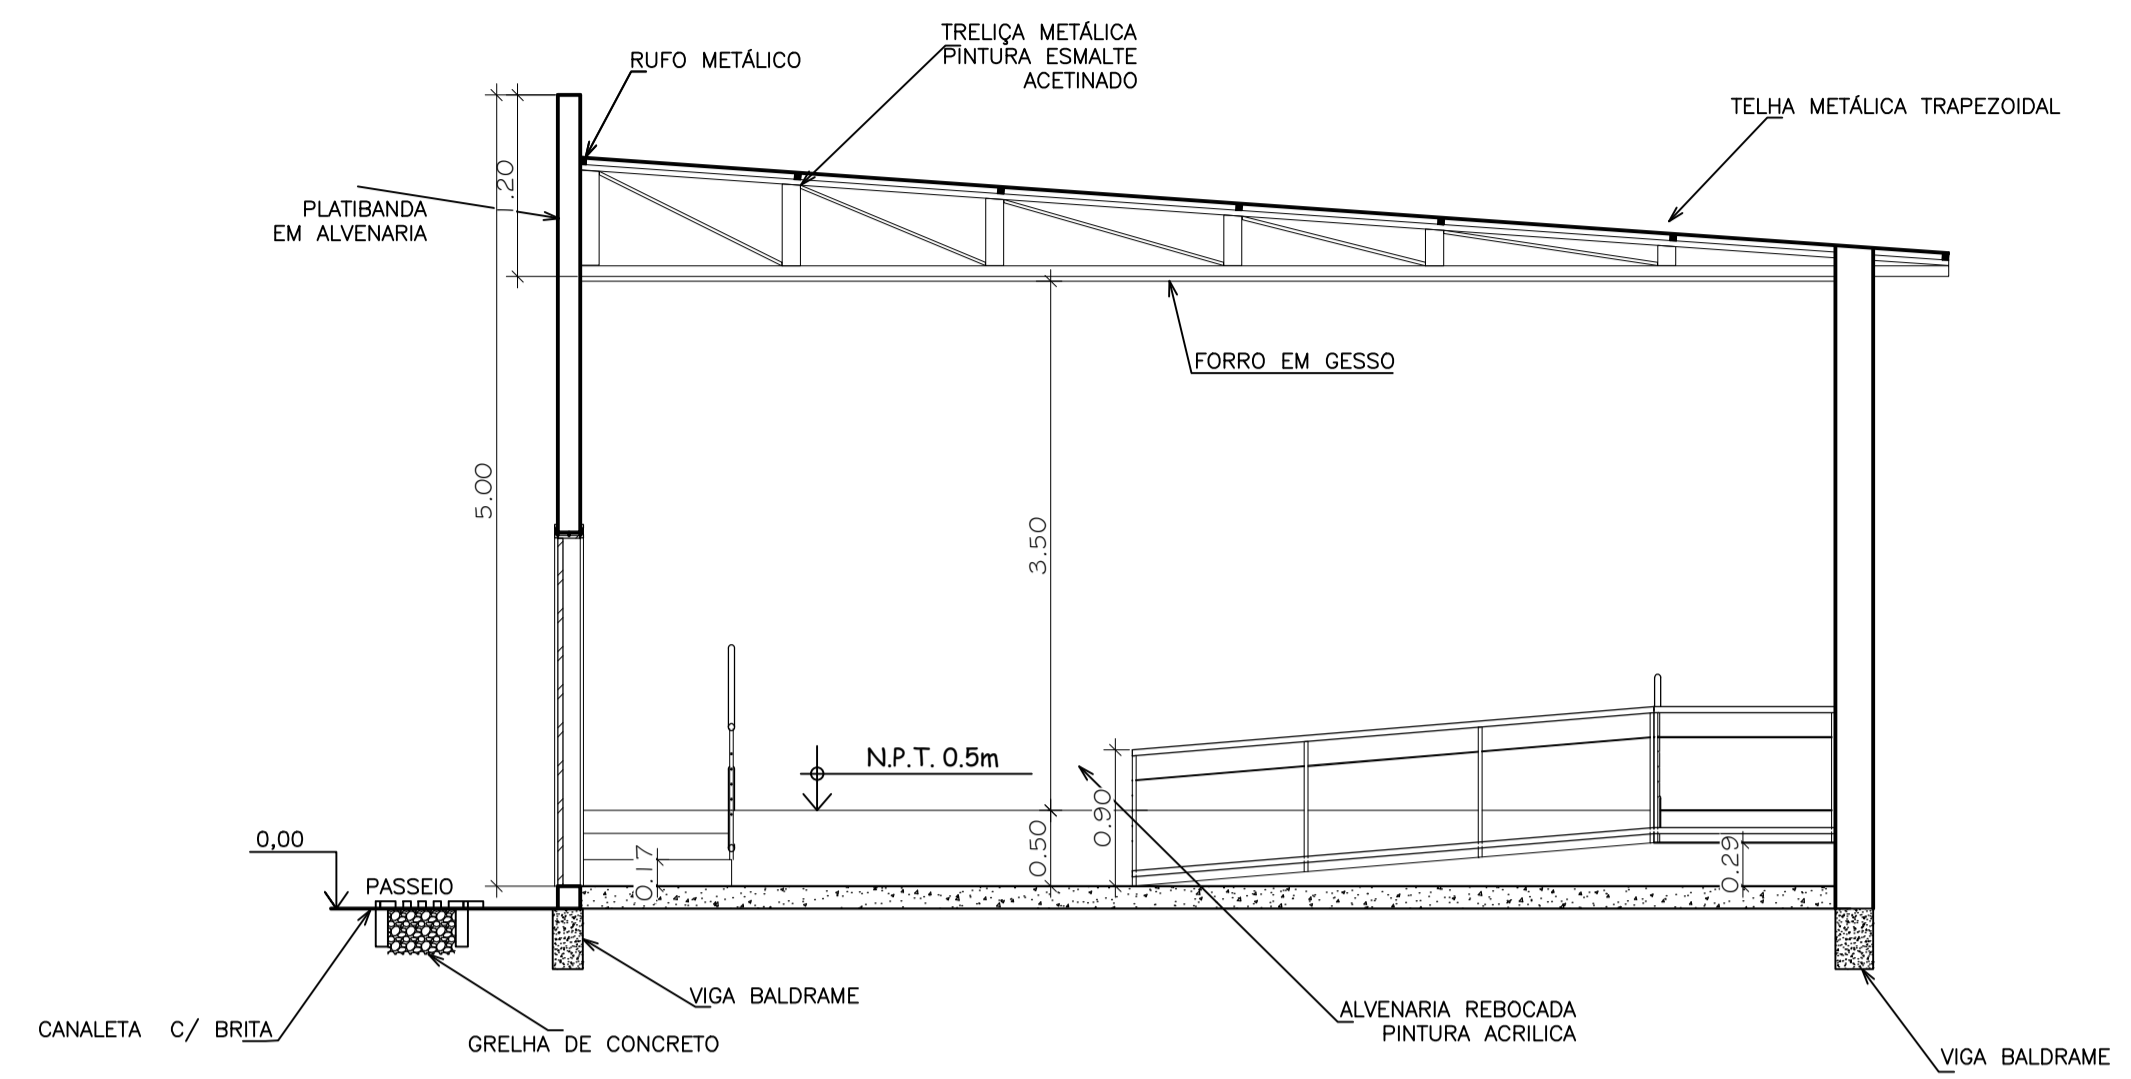 TRELIÇA METÁLICA
PINTURA ESMALTE
ACETINADO
RUFO METÁLICO
TELHA METÁLICA TRAPEZOIDAL
1.20
PLATIBANDA
EM ALVENARIA
FORRO EM GESSO
5.00
3.50
N.P.T. 0.5m
0.90
0,00
0.50
0.17
0.29
PASSEIO
VIGA BALDRAME
CANALETA C/ BRITA
GRELHA DE CONCRETO
ALVENARIA REBOCADA
PINTURA ACRILICA
VIGA BALDRAME